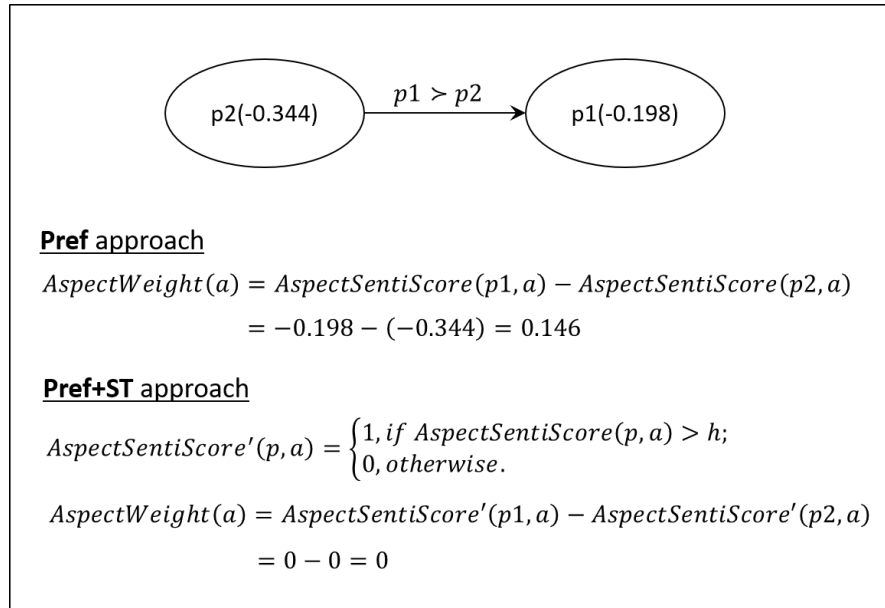 p1 ≻ p2
p2(-0.344)
p1(-0.198)
Pref approach
AspectWeight(a) = AspectSentiScore(p1, a) − AspectSentiScore(p2, a)
= −0.198 − (−0.344) = 0.146
Pref+ST approach
AspectSentiScore′(p, a) = {1, if AspectSentiScore(p, a) > h;
0, otherwise.
AspectWeight(a) = AspectSentiScore′(p1, a) − AspectSentiScore′(p2, a)
= 0 − 0 = 0